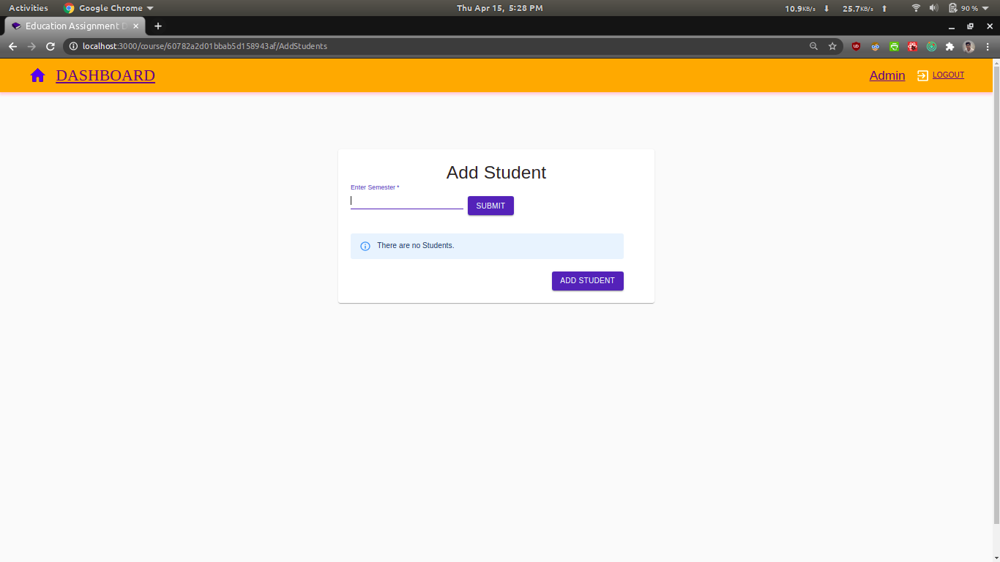 Activities Google Chrome Thu Apr 15, 5:28 PM 10.9KB/s 25.7KB/s 90 %
Education Assignment D
localhost:3000/course/60782a2d01bbab5d158943af/AddStudents
DASHBOARD Admin LOGOUT
Add Student
Enter Semester *
SUBMIT
There are no Students.
ADD STUDENT